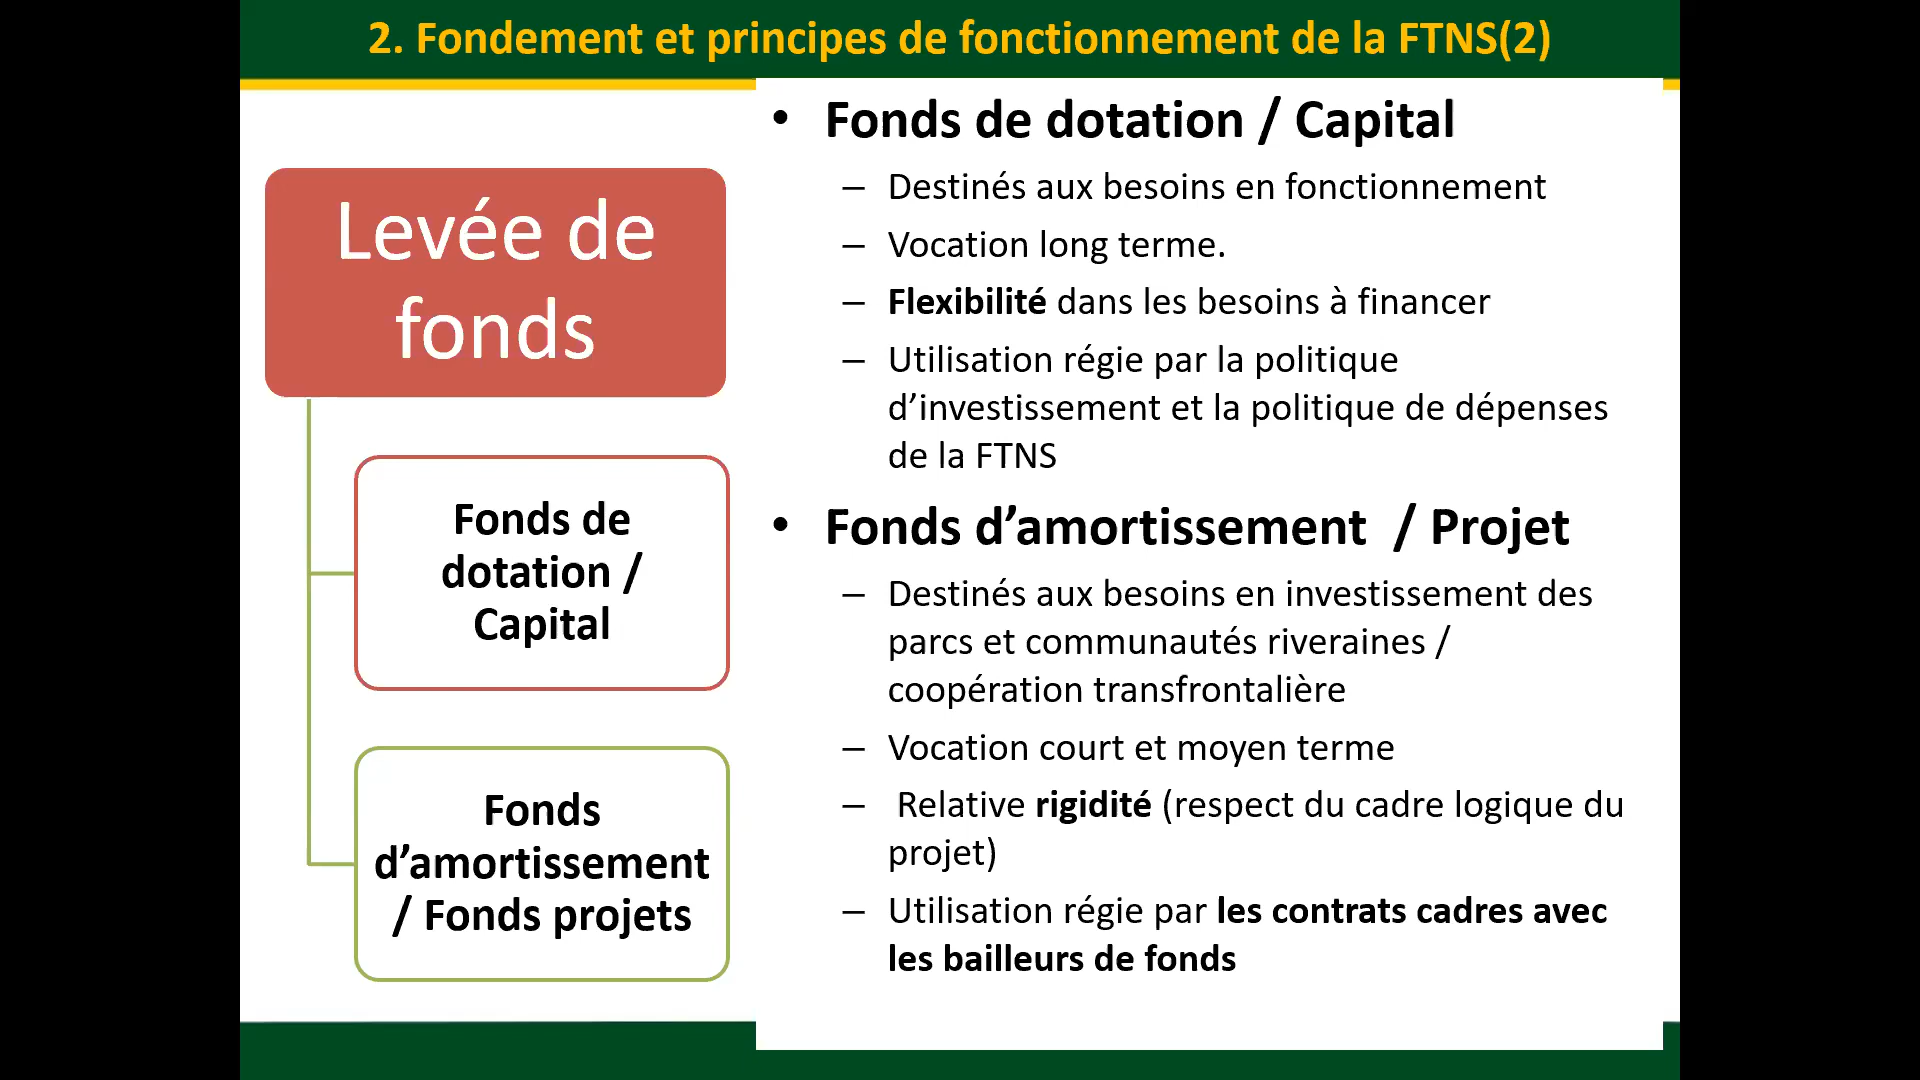 2. Fondement et principes de fonctionnement de la FTNS(2)
Levée de
fonds
Fonds de
dotation /
Capital
Fonds
d’amortissement
/ Fonds projets
• Fonds de dotation / Capital
– Destinés aux besoins en fonctionnement
– Vocation long terme.
– Flexibilité dans les besoins à financer
– Utilisation régie par la politique
d’investissement et la politique de dépenses
de la FTNS
• Fonds d’amortissement / Projet
– Destinés aux besoins en investissement des
parcs et communautés riveraines /
coopération transfrontalière
– Vocation court et moyen terme
– Relative rigidité (respect du cadre logique du
projet)
– Utilisation régie par les contrats cadres avec
les bailleurs de fonds